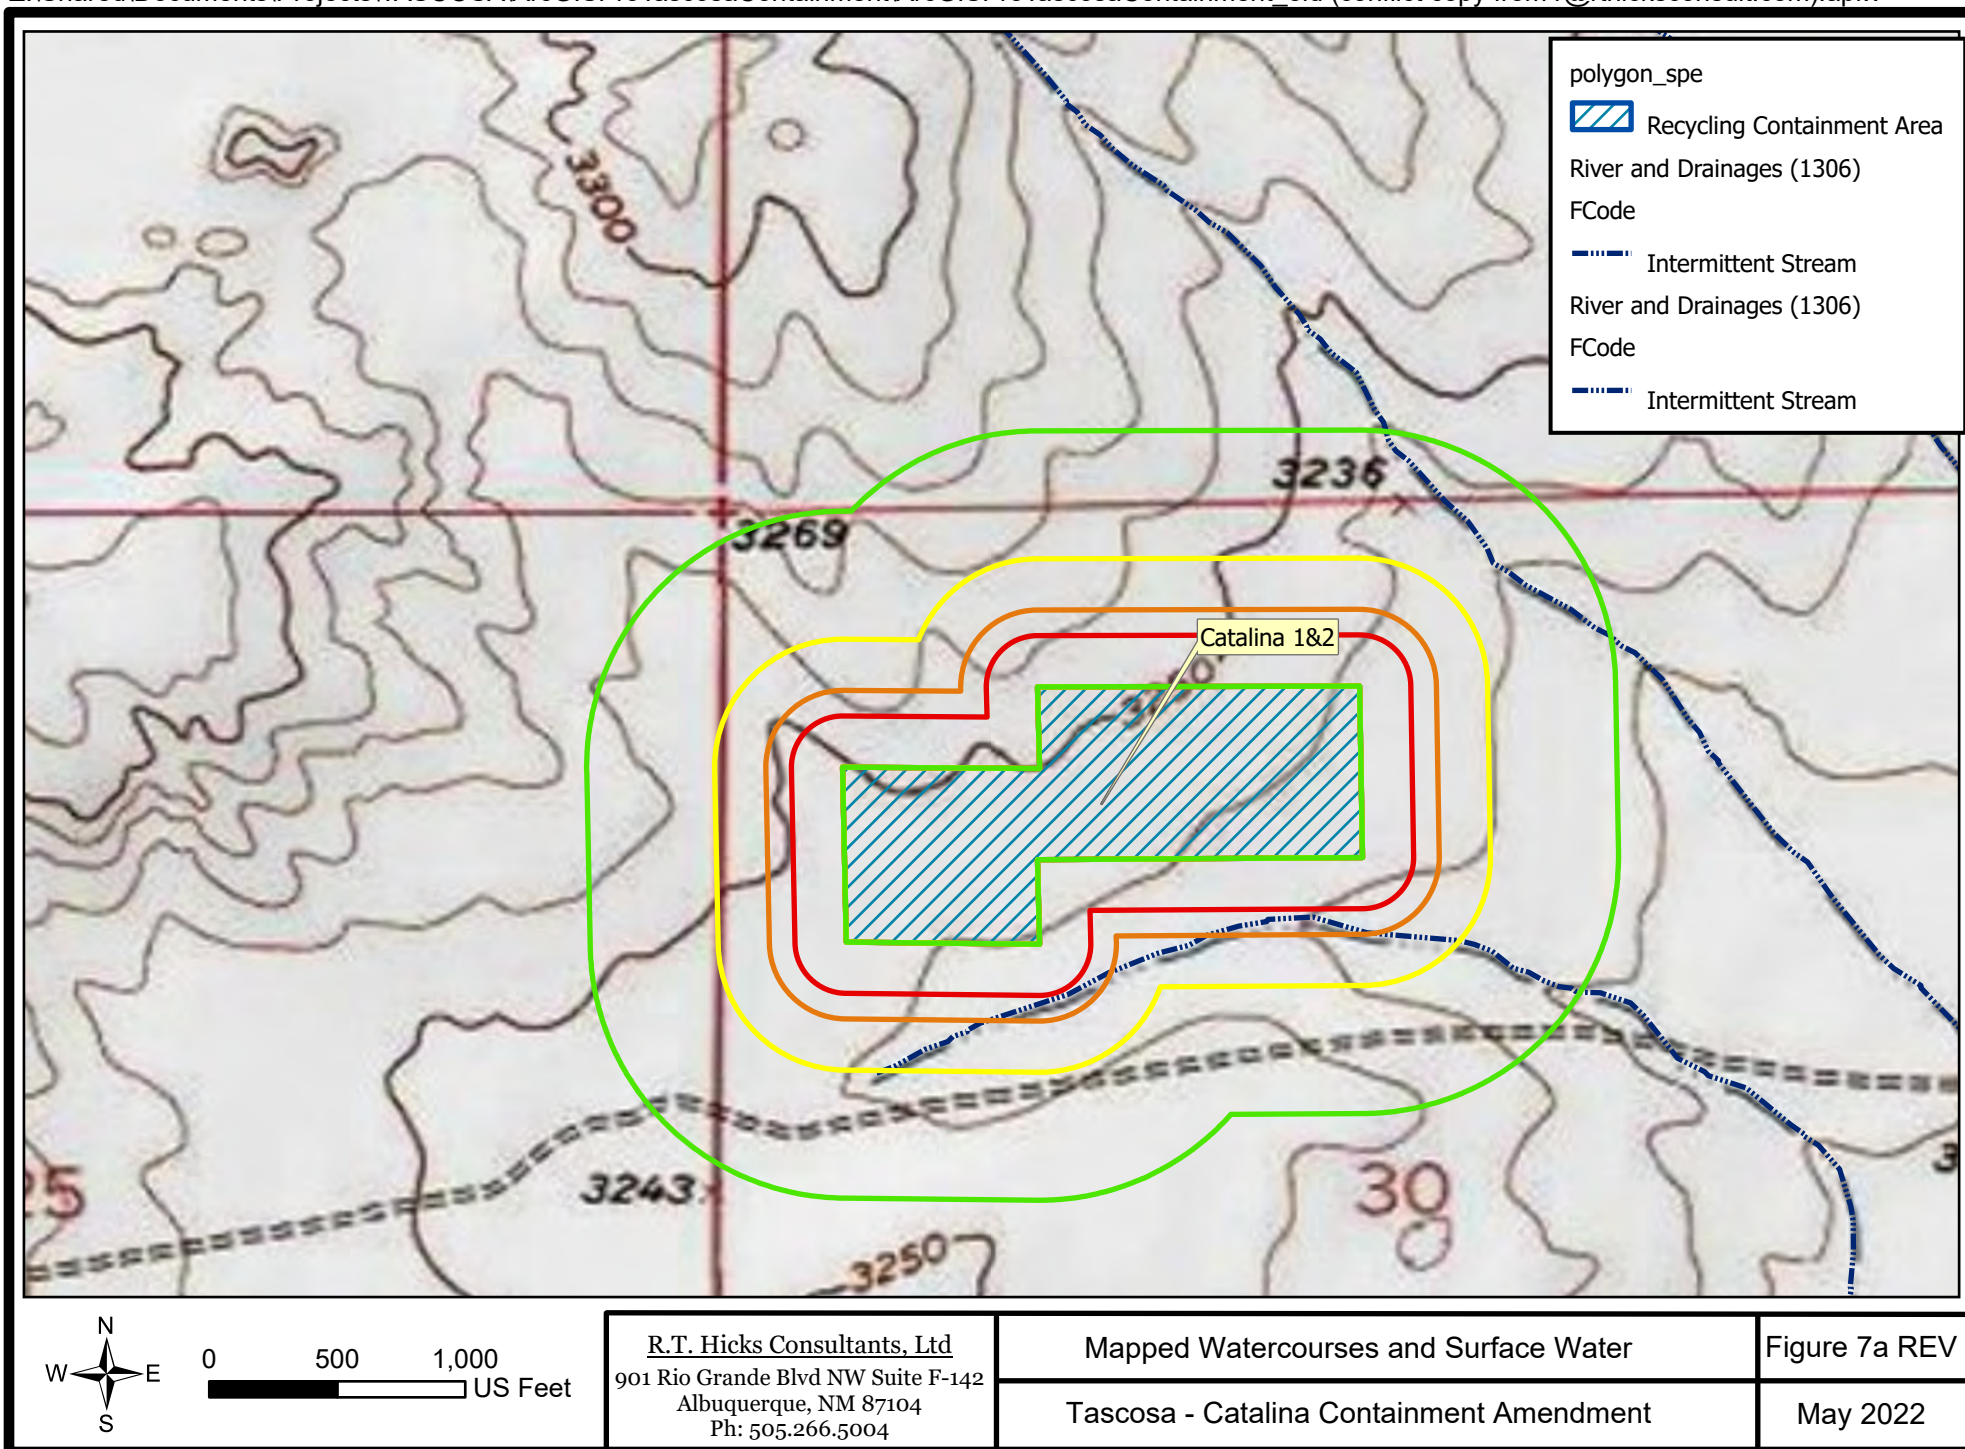 polygon_spe
Recycling Containment Area
River and Drainages (1306)
FCode
Intermittent Stream
River and Drainages (1306)
FCode
Intermittent Stream
3300
3236
3269
Catalina 1&2
3243
3250
25
30
N
W E
S
0 500 1,000
US Feet
R.T. Hicks Consultants, Ltd
901 Rio Grande Blvd NW Suite F-142
Albuquerque, NM 87104
Ph: 505.266.5004
Mapped Watercourses and Surface Water
Tascosa - Catalina Containment Amendment
Figure 7a REV
May 2022